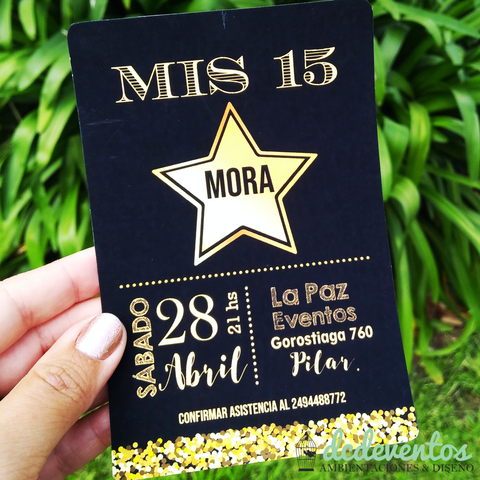 MIS 15
MORA
SÁBADO
28
Abril
21 hs
La Paz
Eventos
Gorostiaga 760
Pilar.
CONFIRMAR ASISTENCIA AL 2494488772
dcdeventos
AMBIENTACIONES & DISEÑO